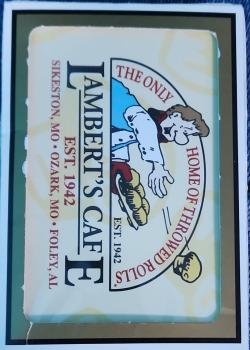 THE ONLY
HOME OF THROWED ROLLS
EST. 1942
LAMBERT'S CAFE
EST. 1942
SIKESTON, MO • OZARK, MO • FOLEY, AL